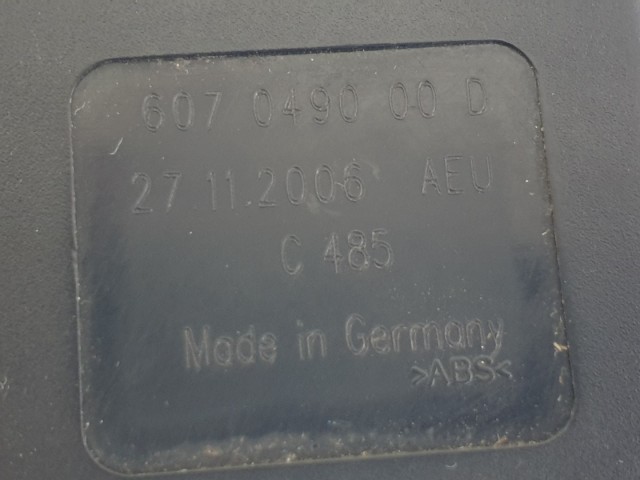 607 0490 00 D
27.11.2006 AEU
C 485
Made in Germany
>ABS<